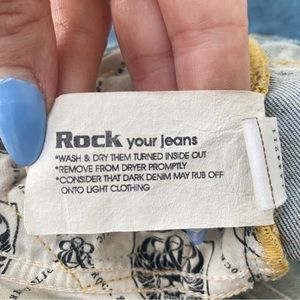 Rock your jeans
*WASH & DRY THEM TURNED INSIDE OUT
*REMOVE FROM DRYER PROMPTLY
*CONSIDER THAT DARK DENIM MAY RUB OFF
ONTO LIGHT CLOTHING